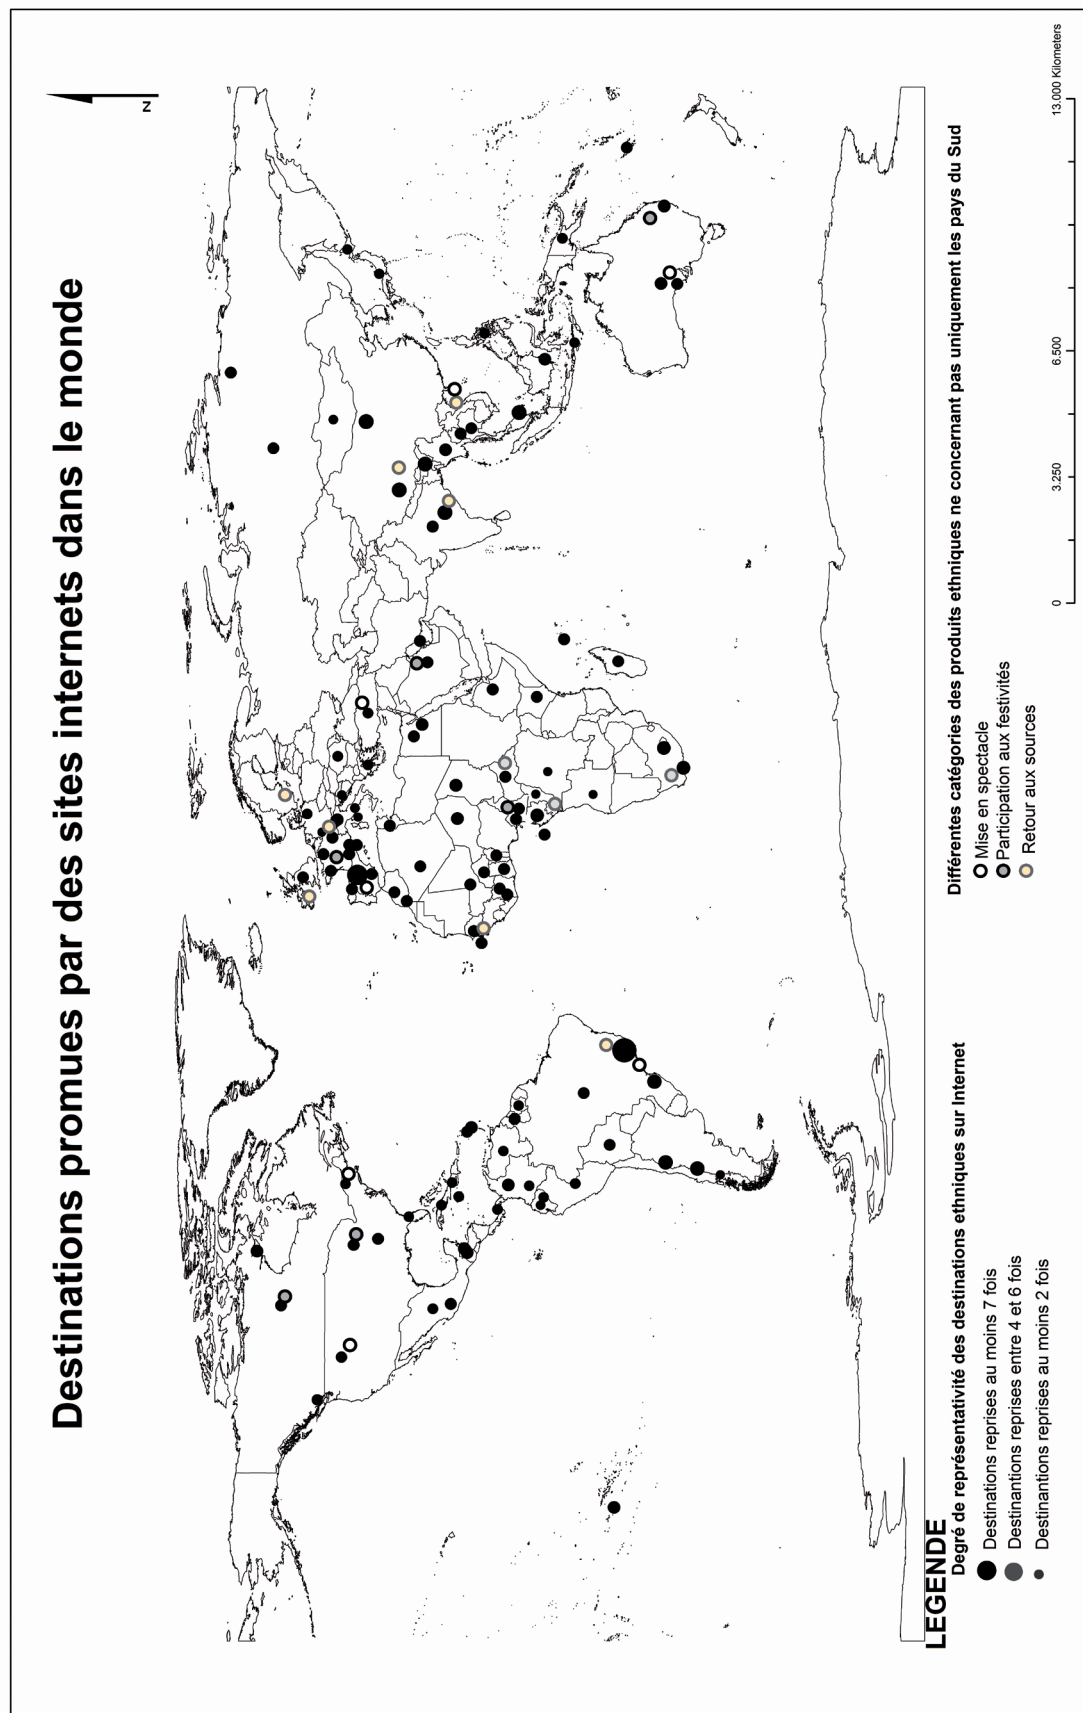 Destinations promues par des sites internets dans le monde
N
LEGENDE
Degré de représentativité des destinations ethniques sur Internet
Destinations reprises au moins 7 fois
Destinantions reprises entre 4 et 6 fois
Destinantions reprises au moins 2 fois
Différentes catégories des produits ethniques ne concernant pas uniquement les pays du Sud
Mise en spectacle
Participation aux festivités
Retour aux sources
0 3.250 6.500 13.000 Kilometers